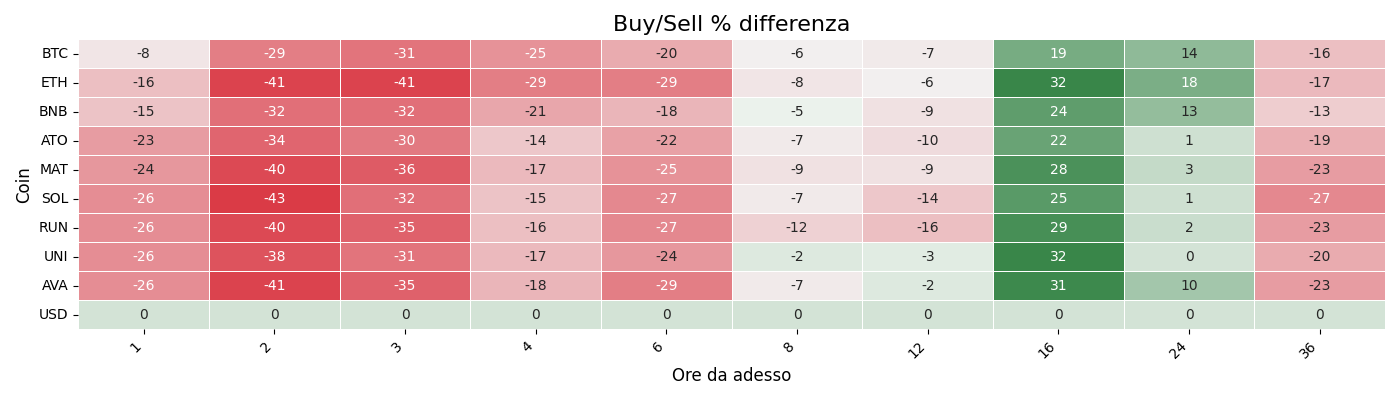 Buy/Sell % differenza
Coin
BTC -8 -29 -31 -25 -20 -6 -7 19 14 -16
ETH -16 -41 -41 -29 -29 -8 -6 32 18 -17
BNB -15 -32 -32 -21 -18 -5 -9 24 13 -13
ATO -23 -34 -30 -14 -22 -7 -10 22 1 -19
MAT -24 -40 -36 -17 -25 -9 -9 28 3 -23
SOL -26 -43 -32 -15 -27 -7 -14 25 1 -27
RUN -26 -40 -35 -16 -27 -12 -16 29 2 -23
UNI -26 -38 -31 -17 -24 -2 -3 32 0 -20
AVA -26 -41 -35 -18 -29 -7 -2 31 10 -23
USD 0 0 0 0 0 0 0 0 0 0
1 2 3 4 6 8 12 16 24 36
Ore da adesso